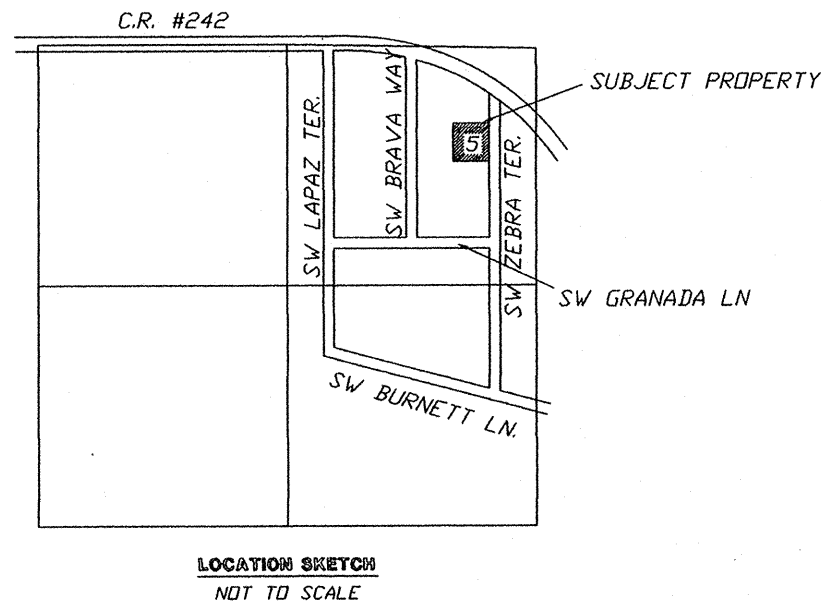 C.R. #242
SUBJECT PROPERTY
5
SW LAPAZ TER.
SW BRAVA WAY
SW ZEBRA TER.
SW GRANADA LN
SW BURNETT LN.
LOCATION SKETCH
NOT TO SCALE